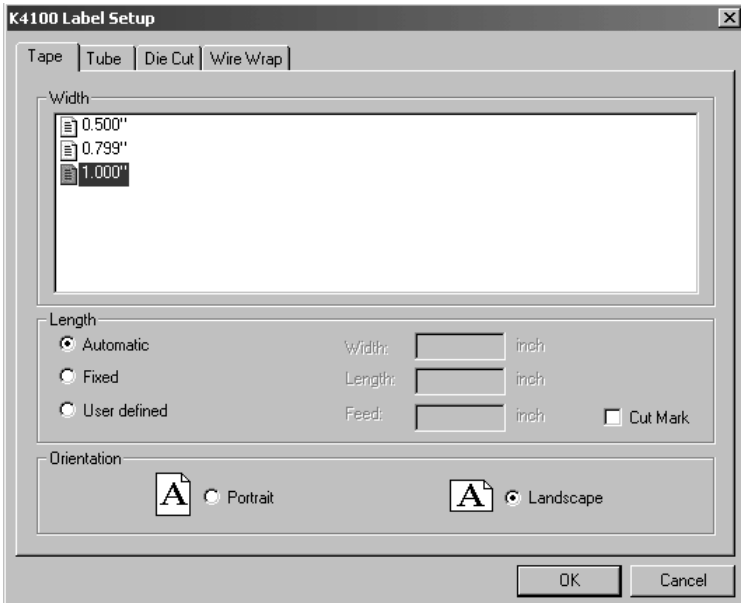 K4100 Label Setup
Tape Tube Die Cut Wire Wrap
Width
0.500"
0.799"
1.000"
Length
Automatic Width: inch
Fixed Length: inch
User defined Feed: inch Cut Mark
Orientation
A Portrait A Landscape
OK Cancel